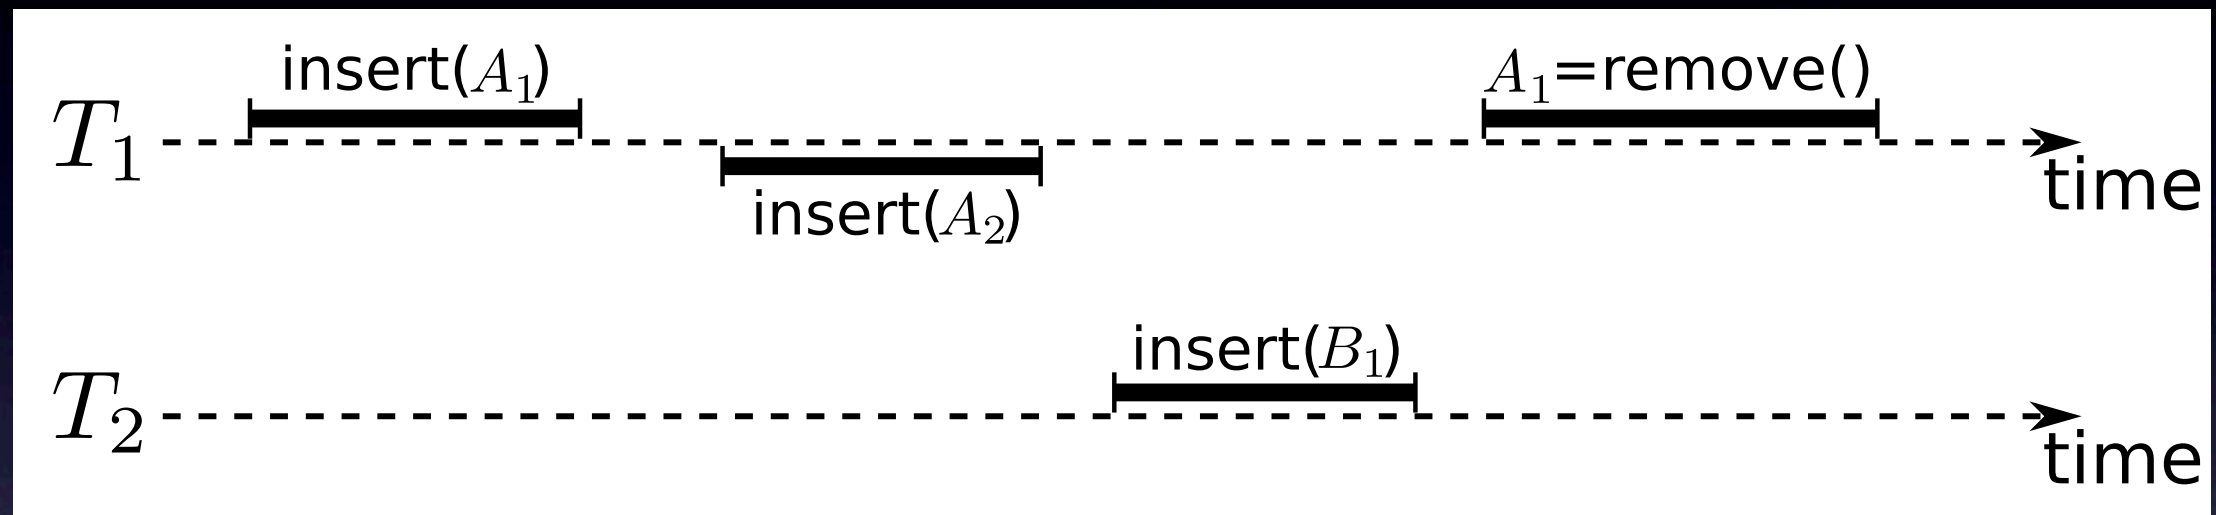 insert(A₁)
A₁=remove()
T₁
time
insert(A₂)
insert(B₁)
T₂
time